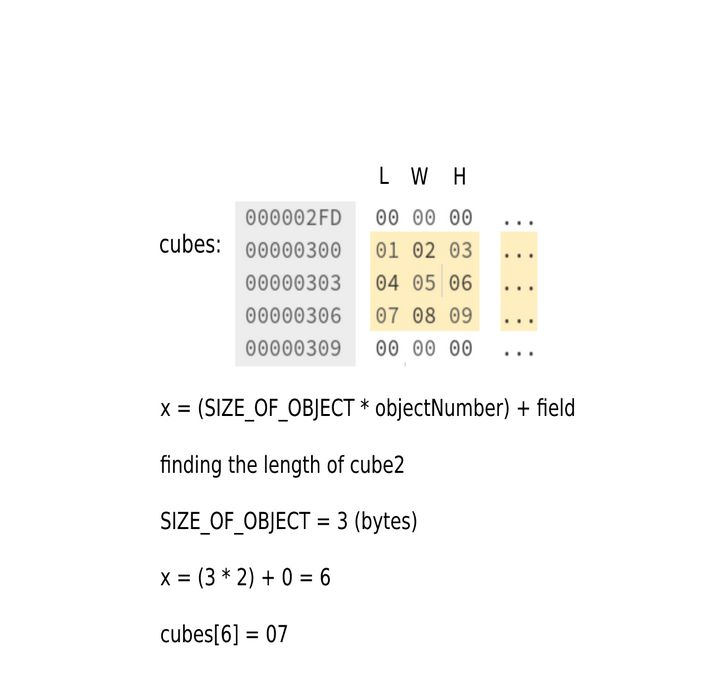 L W H
000002FD 00 00 00 ...
cubes: 00000300 01 02 03 ...
00000303 04 05 06 ...
00000306 07 08 09 ...
00000309 00 00 00 ...
x = (SIZE_OF_OBJECT * objectNumber) + field
finding the length of cube2
SIZE_OF_OBJECT = 3 (bytes)
x = (3 * 2) + 0 = 6
cubes[6] = 07